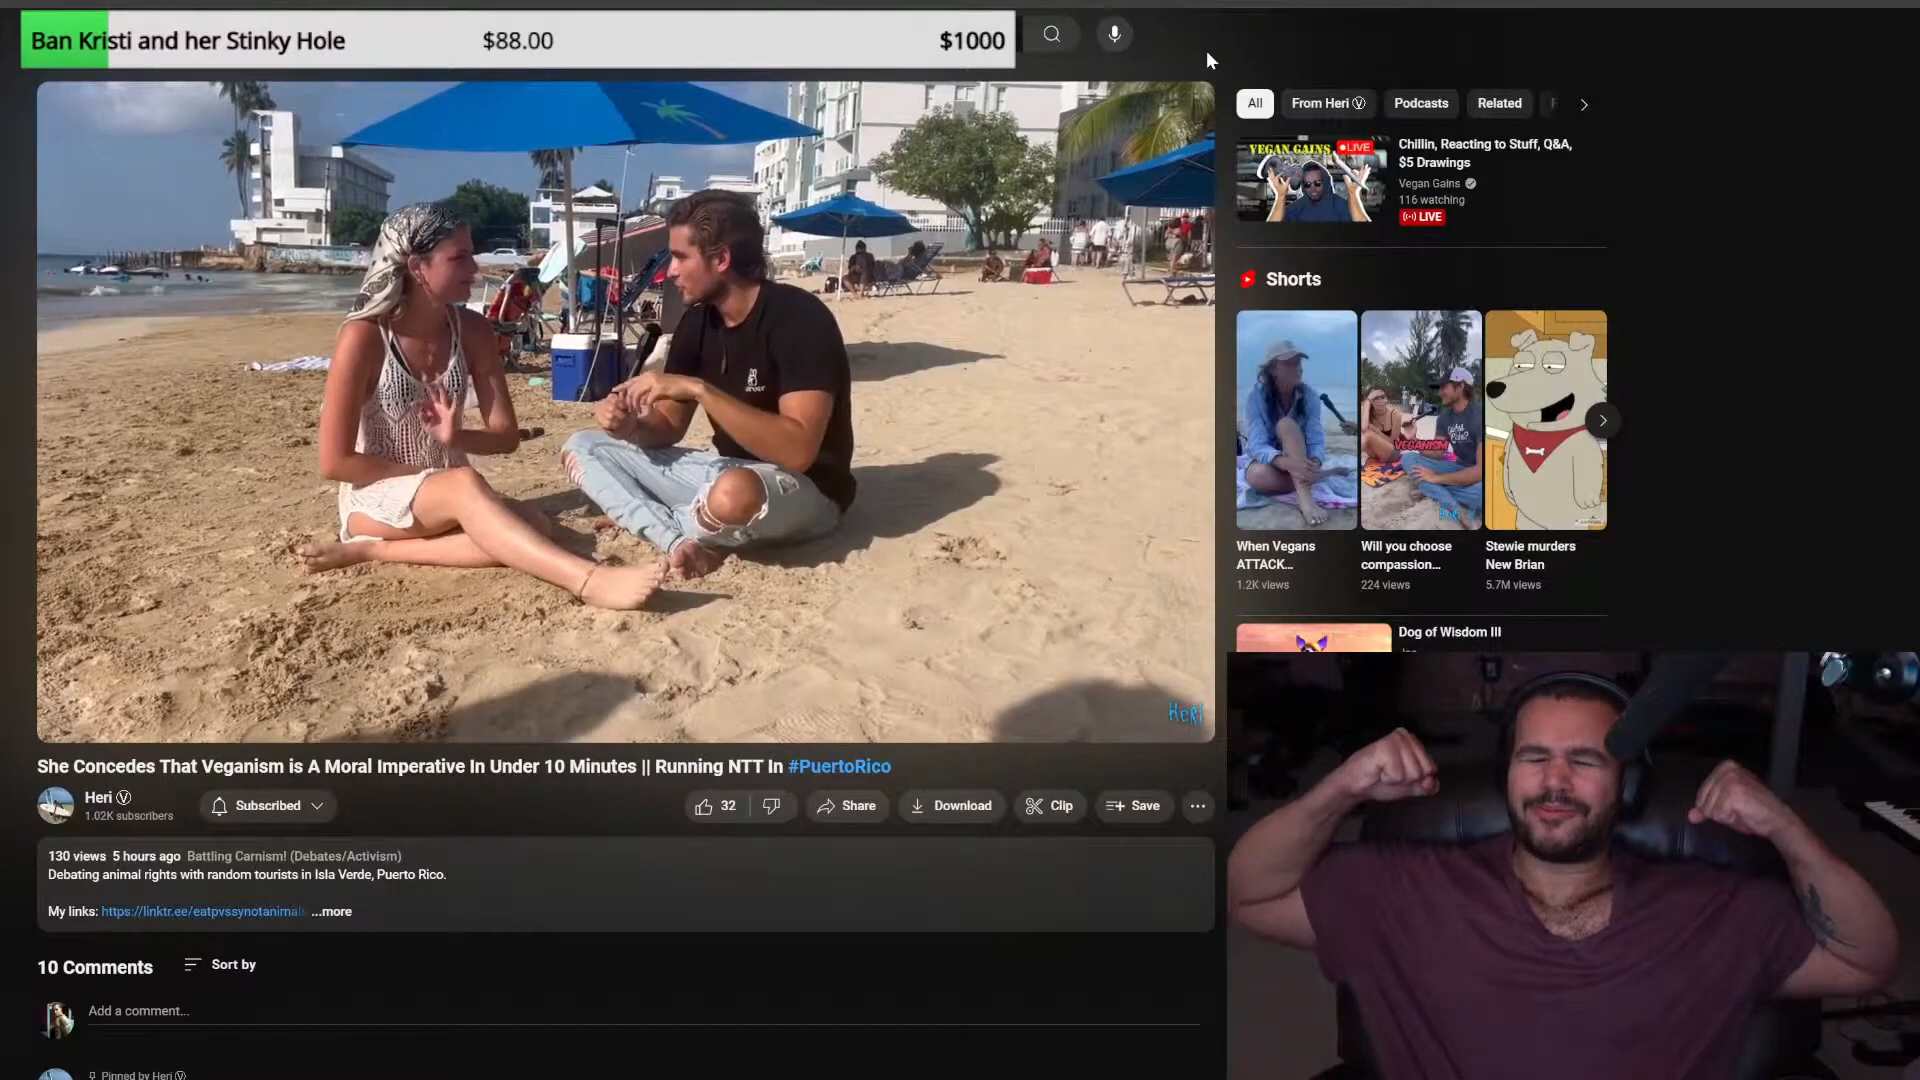 Ban Kristi and her Stinky Hole $88.00 $1000
All From Heri Ⓥ Podcasts Related
VEGAN GAINS LIVE
Chillin, Reacting to Stuff, Q&A,
$5 Drawings
Vegan Gains
116 watching
LIVE
Shorts
VEGANISM
When Vegans
ATTACK...
1.2K views
Will you choose
compassion...
224 views
Stewie murders
New Brian
5.7M views
Dog of Wisdom III
Heri
She Concedes That Veganism is A Moral Imperative In Under 10 Minutes || Running NTT In #PuertoRico
Heri Ⓥ
1.02K subscribers
Subscribed
32 Share Download Clip Save
130 views 5 hours ago Battling Carnism! (Debates/Activism)
Debating animal rights with random tourists in Isla Verde, Puerto Rico.
My links: https://linktr.ee/eatpvssynotanimal ...more
10 Comments Sort by
Add a comment...
Pinned by Heri Ⓥ